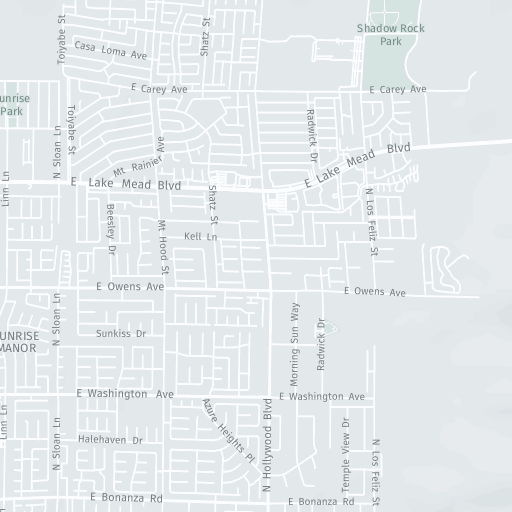 Shadow Rock
Park
Toiyabe St
Shatz St
Casa Loma Ave
E Carey Ave
E Carey Ave
unrise
Park
Toiyabe St
N Sloan Ln
Mt Rainier Ave
Radwick Dr
E Lake Mead Blvd
E Lake Mead Blvd
Linn Ln
Shatz St
N Los Feliz St
Beesley Dr
Mt Hood St
Kell Ln
E Owens Ave
E Owens Ave
N Sloan Ln
Sunkiss Dr
UNRISE
MANOR
Morning Sun Way
Radwick Dr
E Washington Ave
E Washington Ave
Linn Ln
N Sloan Ln
Azure Heights Pl
N Hollywood Blvd
Halehaven Dr
Temple View Dr
N Los Feliz St
E Bonanza Rd
E Bonanza Rd